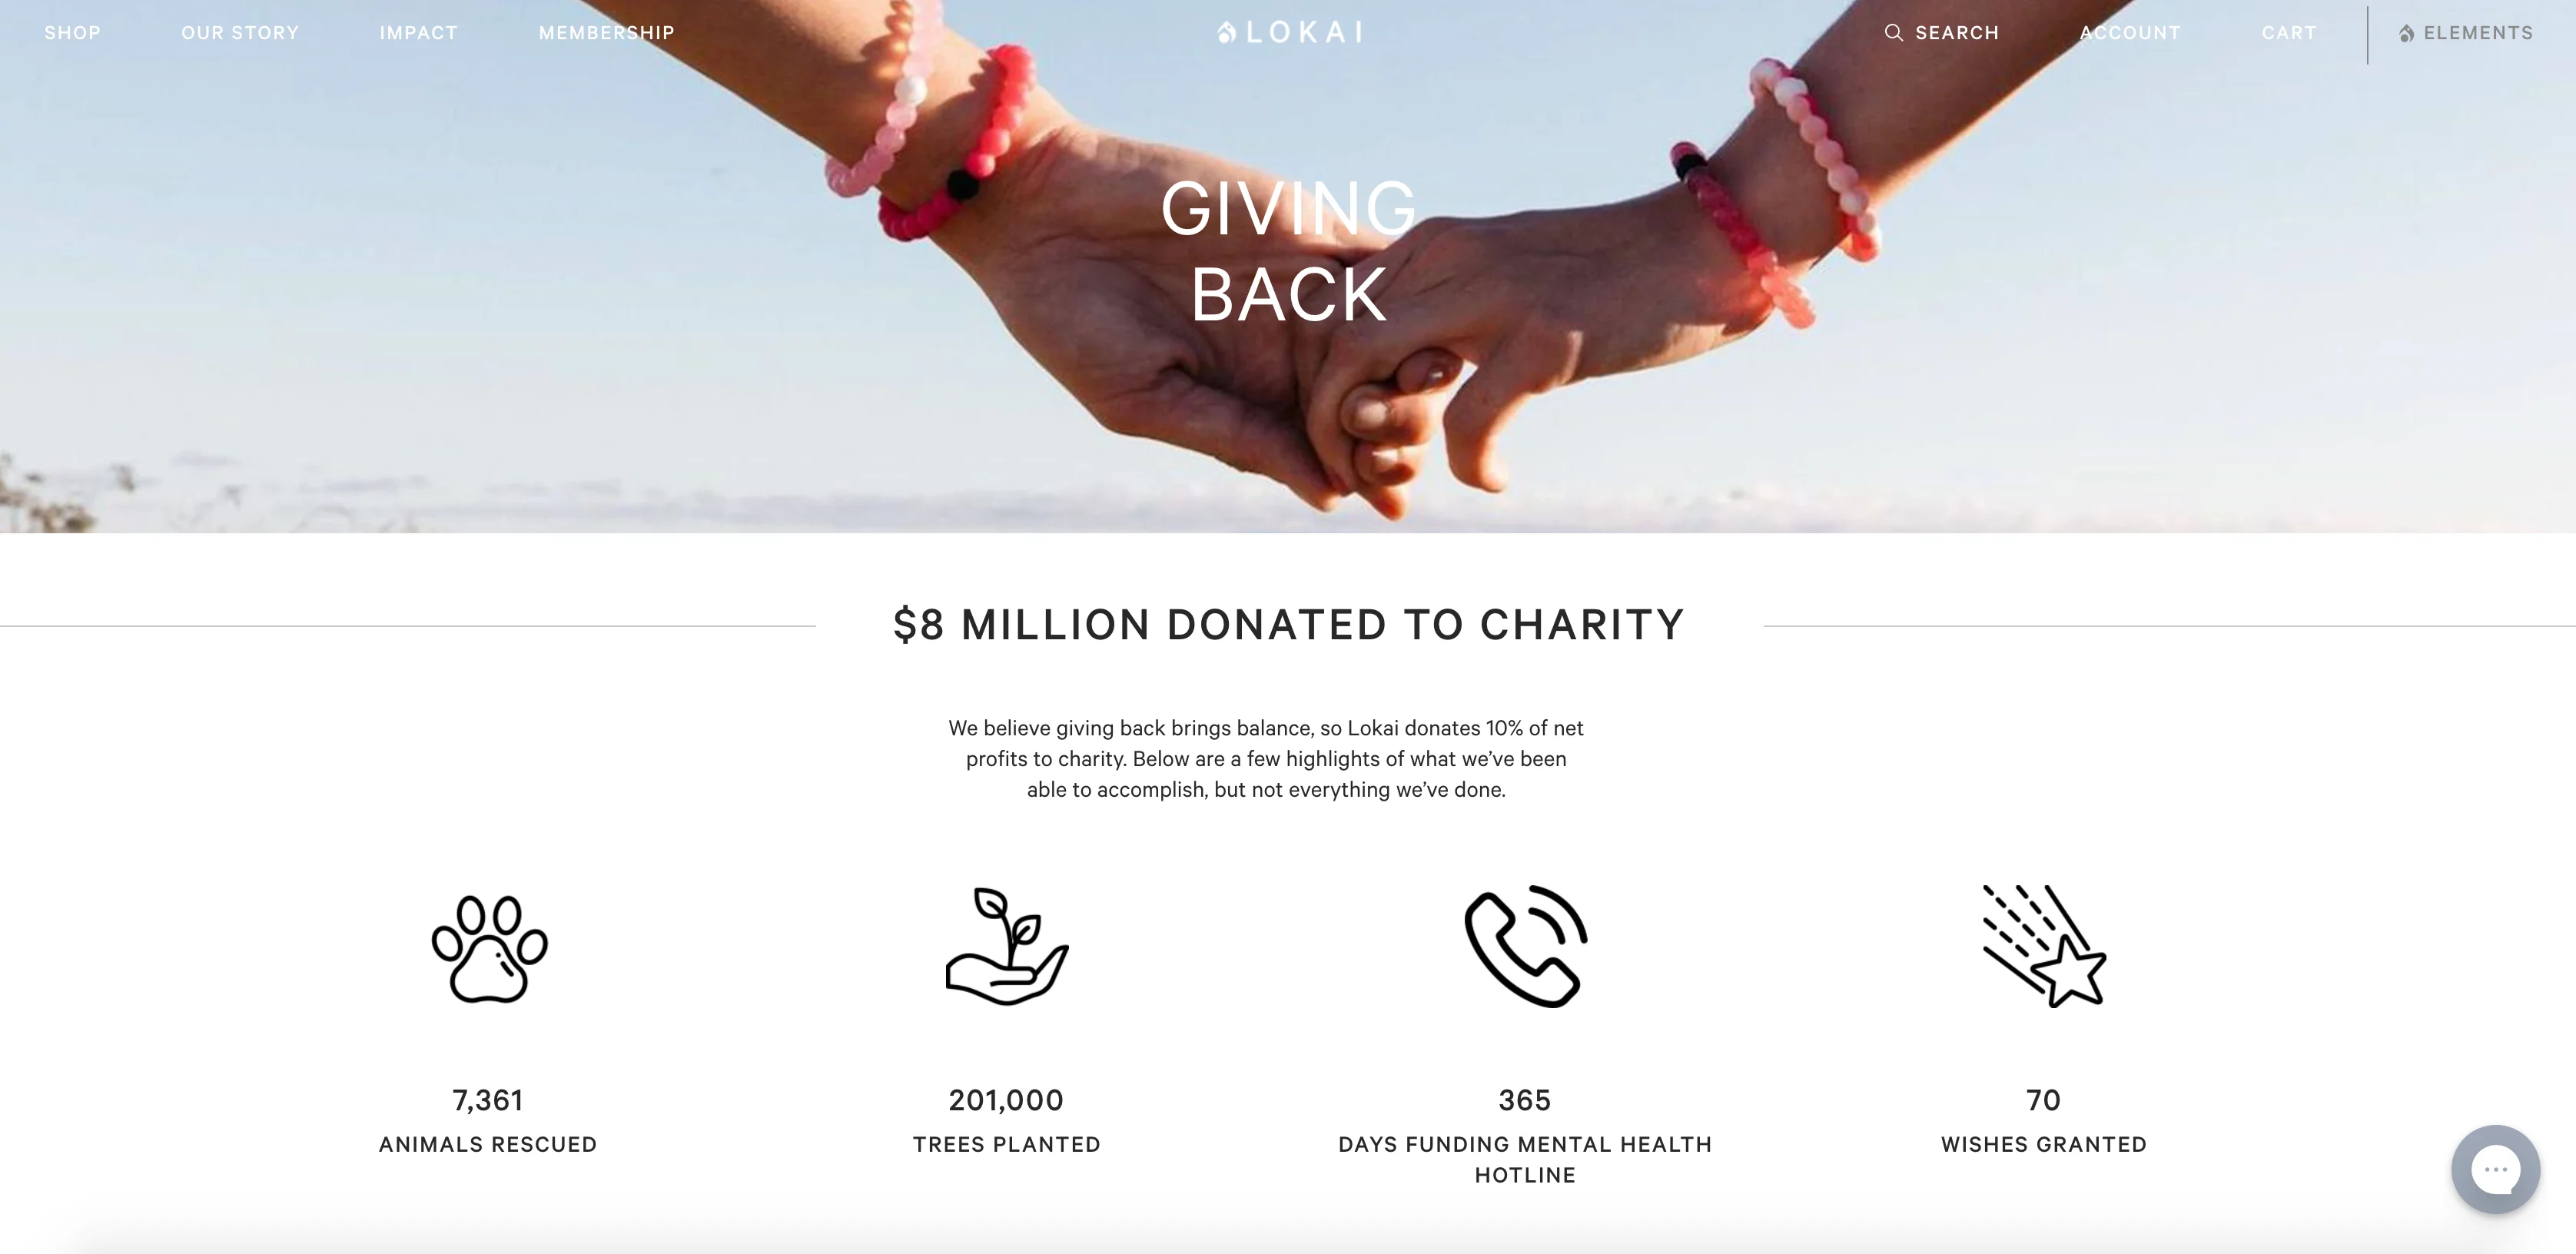 SHOP OUR STORY IMPACT MEMBERSHIP LOKAI SEARCH ACCOUNT CART ELEMENTS
GIVING
BACK
$8 MILLION DONATED TO CHARITY
We believe giving back brings balance, so Lokai donates 10% of net
profits to charity. Below are a few highlights of what we’ve been
able to accomplish, but not everything we’ve done.
7,361
ANIMALS RESCUED
201,000
TREES PLANTED
365
DAYS FUNDING MENTAL HEALTH
HOTLINE
70
WISHES GRANTED